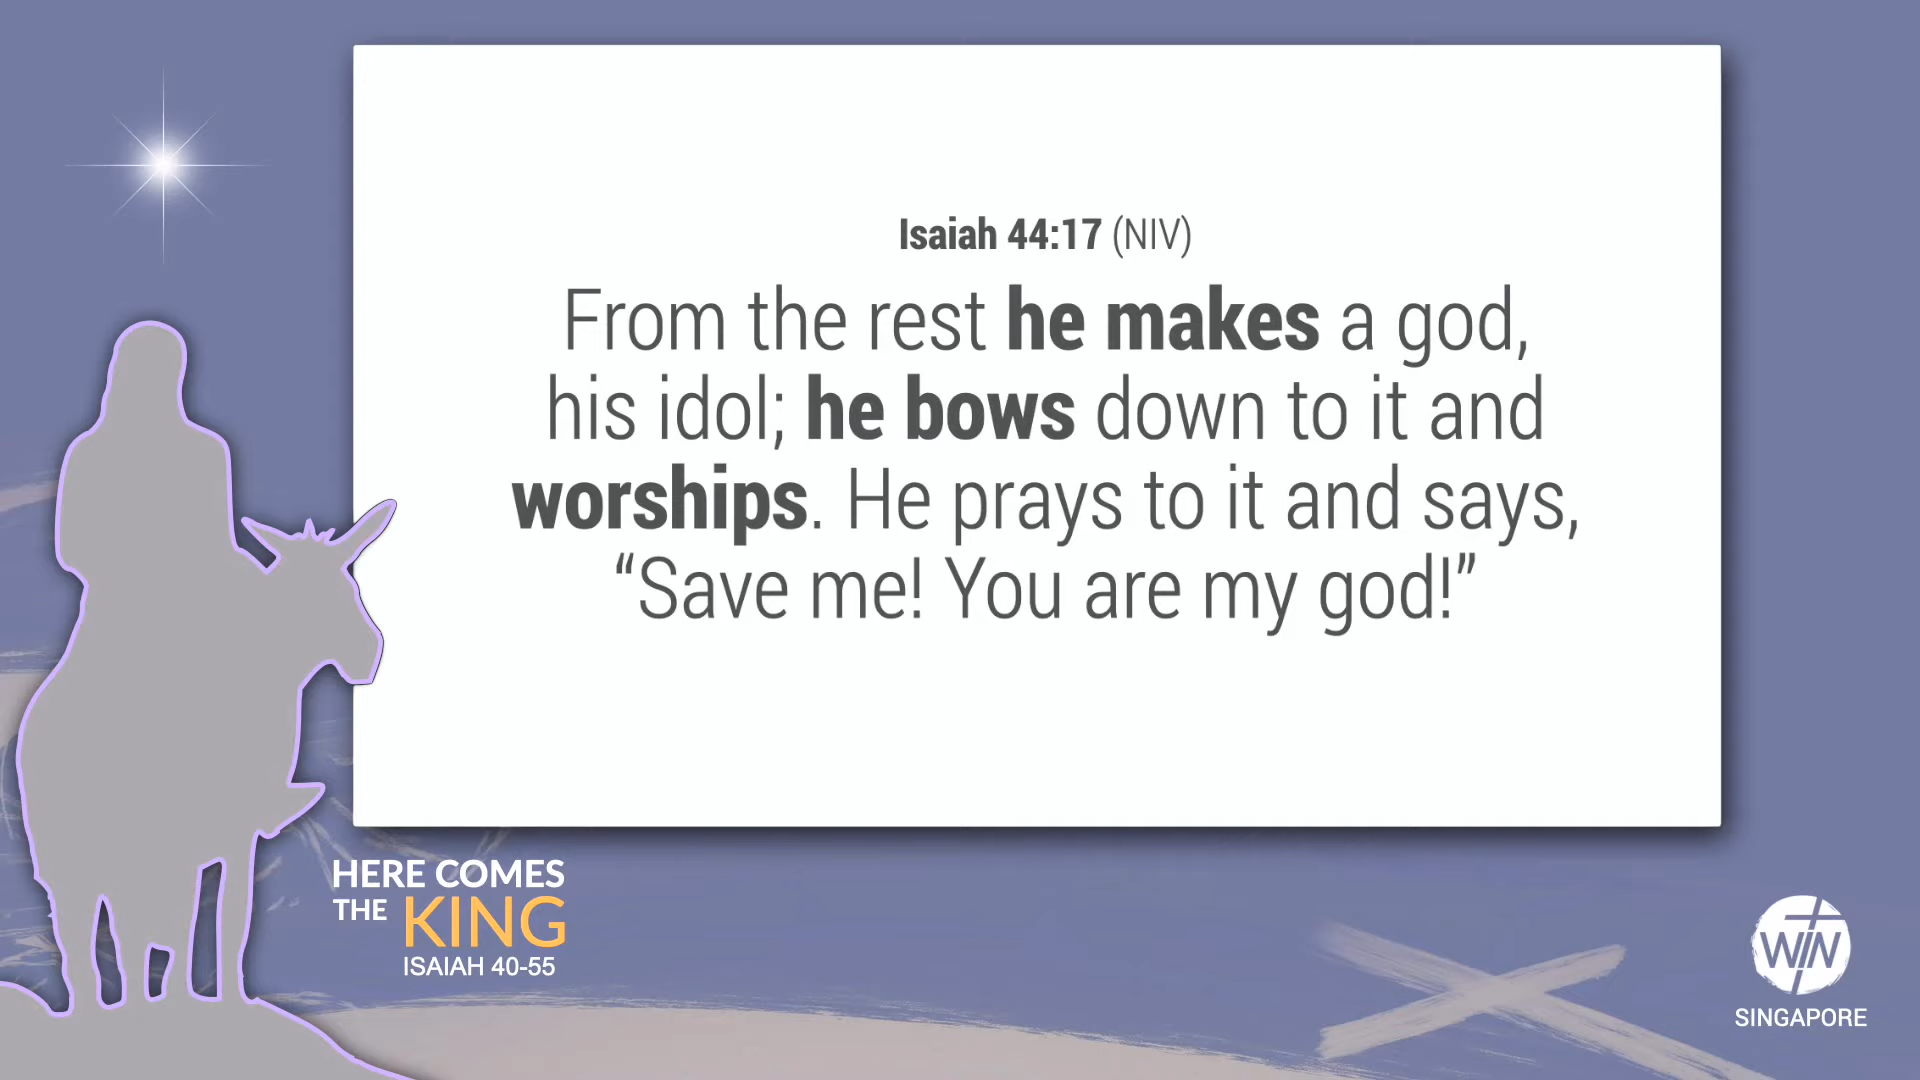 Isaiah 44:17 (NIV)
From the rest he makes a god,
his idol; he bows down to it and
worships. He prays to it and says,
“Save me! You are my god!”
HERE COMES
THE KING
ISAIAH 40-55
WIN
SINGAPORE